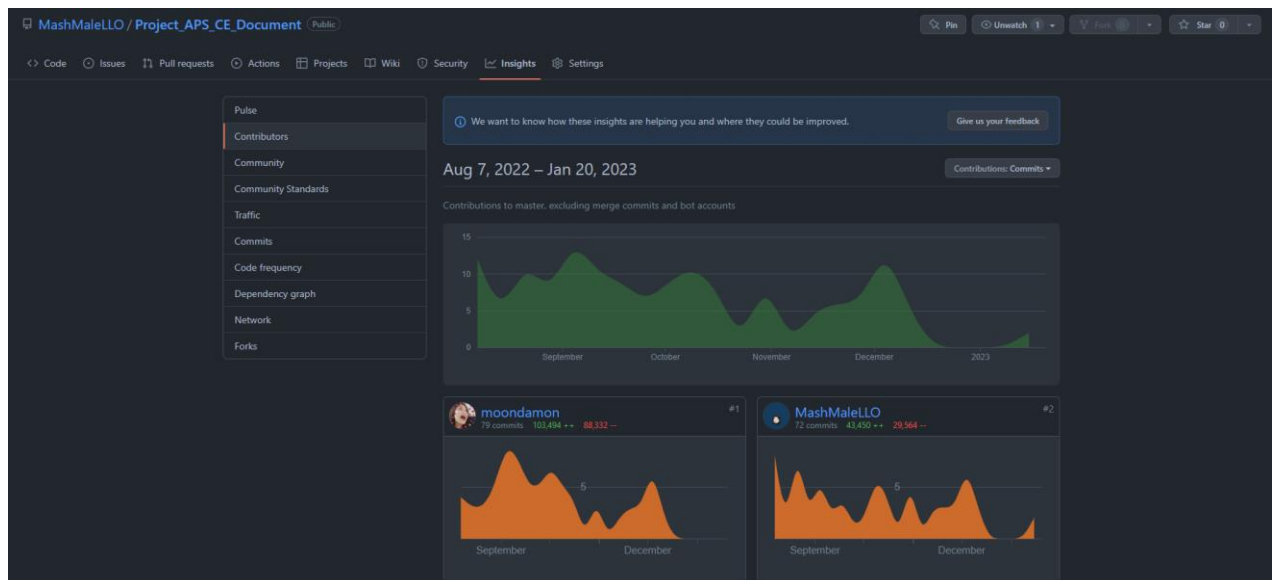 MashMaleLLO / Project_APS_CE_Document Public
Pin Unwatch 1 Fork Star 0
Code Issues Pull requests Actions Projects Wiki Security Insights Settings
Pulse
Contributors
Community
Community Standards
Traffic
Commits
Code frequency
Dependency graph
Network
Forks
We want to know how these insights are helping you and where they could be improved. Give us your feedback
Aug 7, 2022 – Jan 20, 2023 Contributions: Commits
Contributions to master, excluding merge commits and bot accounts
15
10
5
0
September October November December 2023
moondamon #1
79 commits 103,494 ++ 88,332 --
5
September December
MashMaleLLO #2
72 commits 43,450 ++ 29,564 --
5
September December